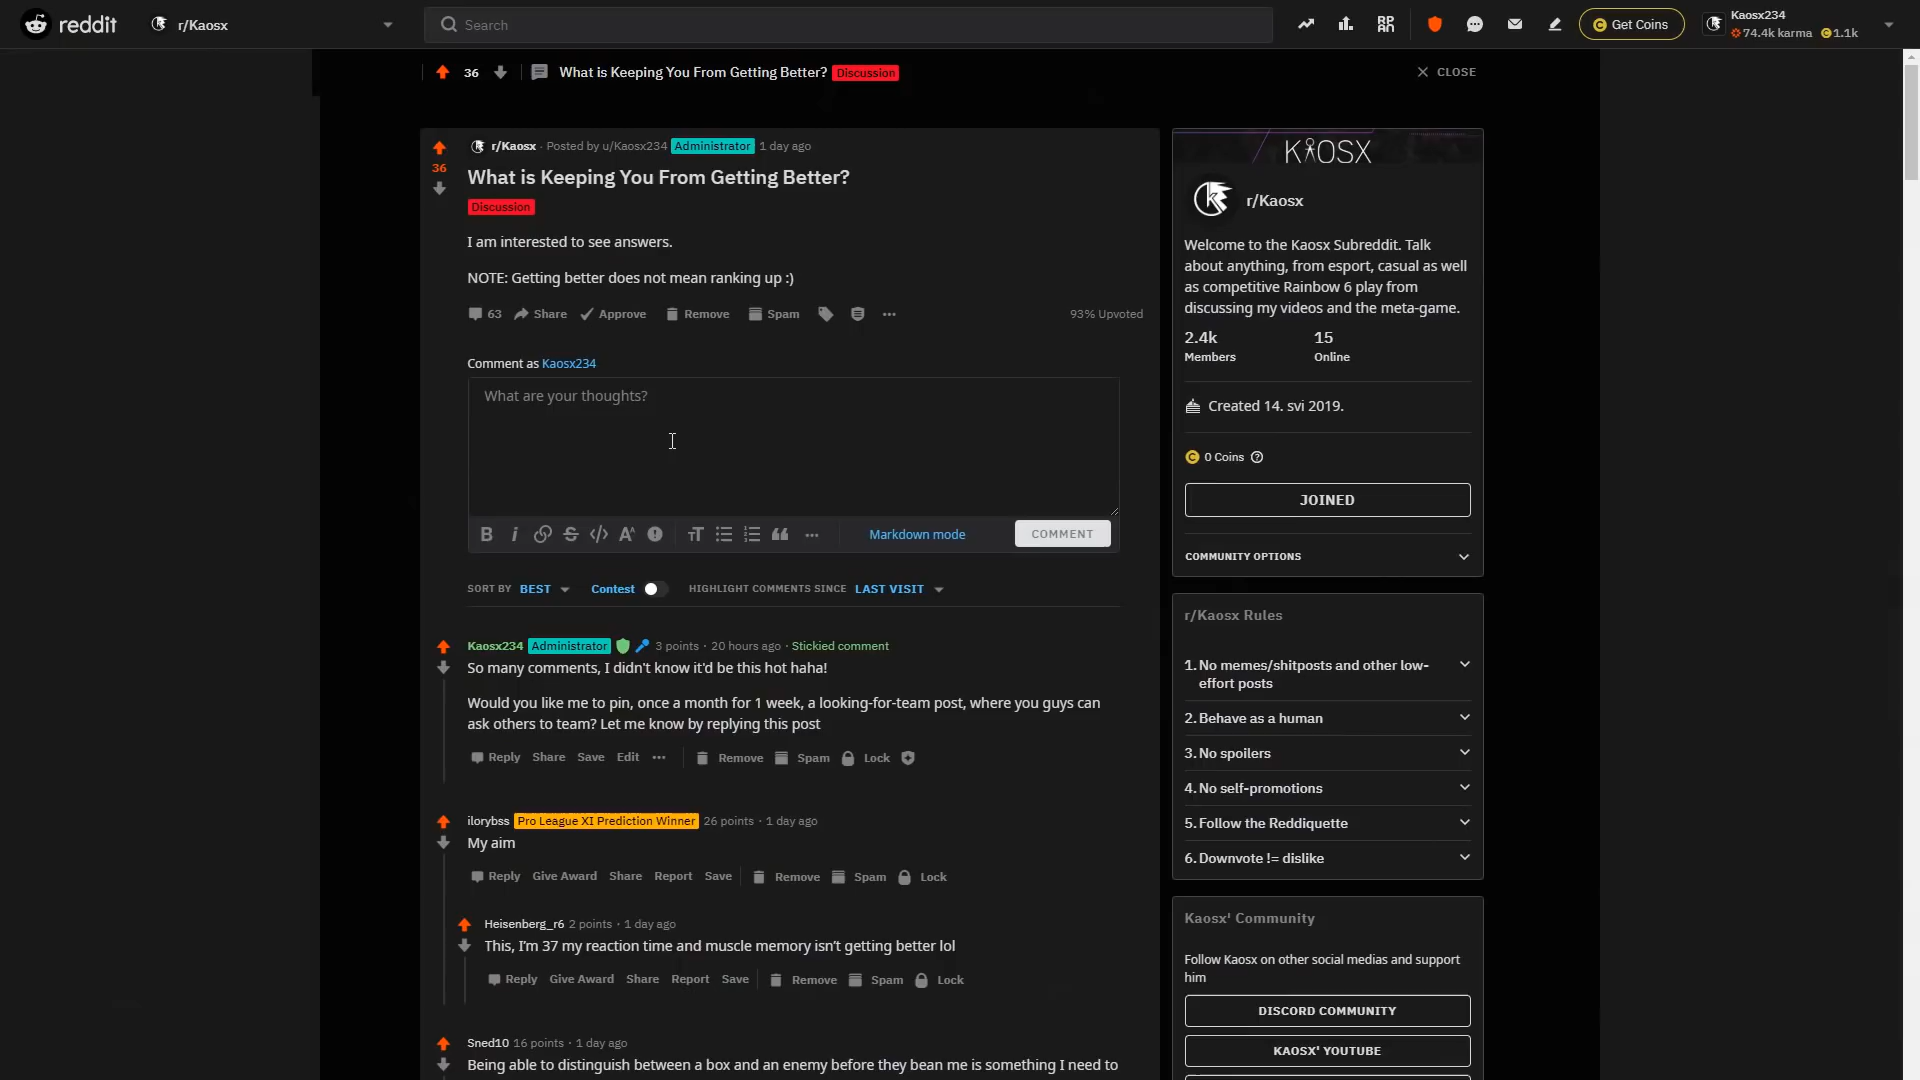 reddit
r/Kaosx
Search
RPAN
Get Coins
Kaosx234
74.4k karma 1.1k
36
What is Keeping You From Getting Better? Discussion
CLOSE
36
r/Kaosx · Posted by u/Kaosx234 Administrator 1 day ago
What is Keeping You From Getting Better?
Discussion
I am interested to see answers.
NOTE: Getting better does not mean ranking up :)
63 Share Approve Remove Spam ··· 93% Upvoted
Comment as Kaosx234
What are your thoughts?
B i S </> A TT ··· Markdown mode COMMENT
SORT BY BEST Contest HIGHLIGHT COMMENTS SINCE LAST VISIT
Kaosx234 Administrator 3 points · 20 hours ago · Stickied comment
So many comments, I didn't know it'd be this hot haha!
Would you like me to pin, once a month for 1 week, a looking-for-team post, where you guys can
ask others to team? Let me know by replying this post
Reply Share Save Edit ··· Remove Spam Lock
ilorybss Pro League XI Prediction Winner 26 points · 1 day ago
My aim
Reply Give Award Share Report Save Remove Spam Lock
Heisenberg_r6 2 points · 1 day ago
This, I’m 37 my reaction time and muscle memory isn’t getting better lol
Reply Give Award Share Report Save Remove Spam Lock
Sned10 16 points · 1 day ago
Being able to distinguish between a box and an enemy before they bean me is something I need to
KAOSX
r/Kaosx
Welcome to the Kaosx Subreddit. Talk
about anything, from esport, casual as well
as competitive Rainbow 6 play from
discussing my videos and the meta-game.
2.4k 15
Members Online
Created 14. svi 2019.
0 Coins
JOINED
COMMUNITY OPTIONS
r/Kaosx Rules
1. No memes/shitposts and other low-
effort posts
2. Behave as a human
3. No spoilers
4. No self-promotions
5. Follow the Reddiquette
6. Downvote != dislike
Kaosx' Community
Follow Kaosx on other social medias and support
him
DISCORD COMMUNITY
KAOSX' YOUTUBE